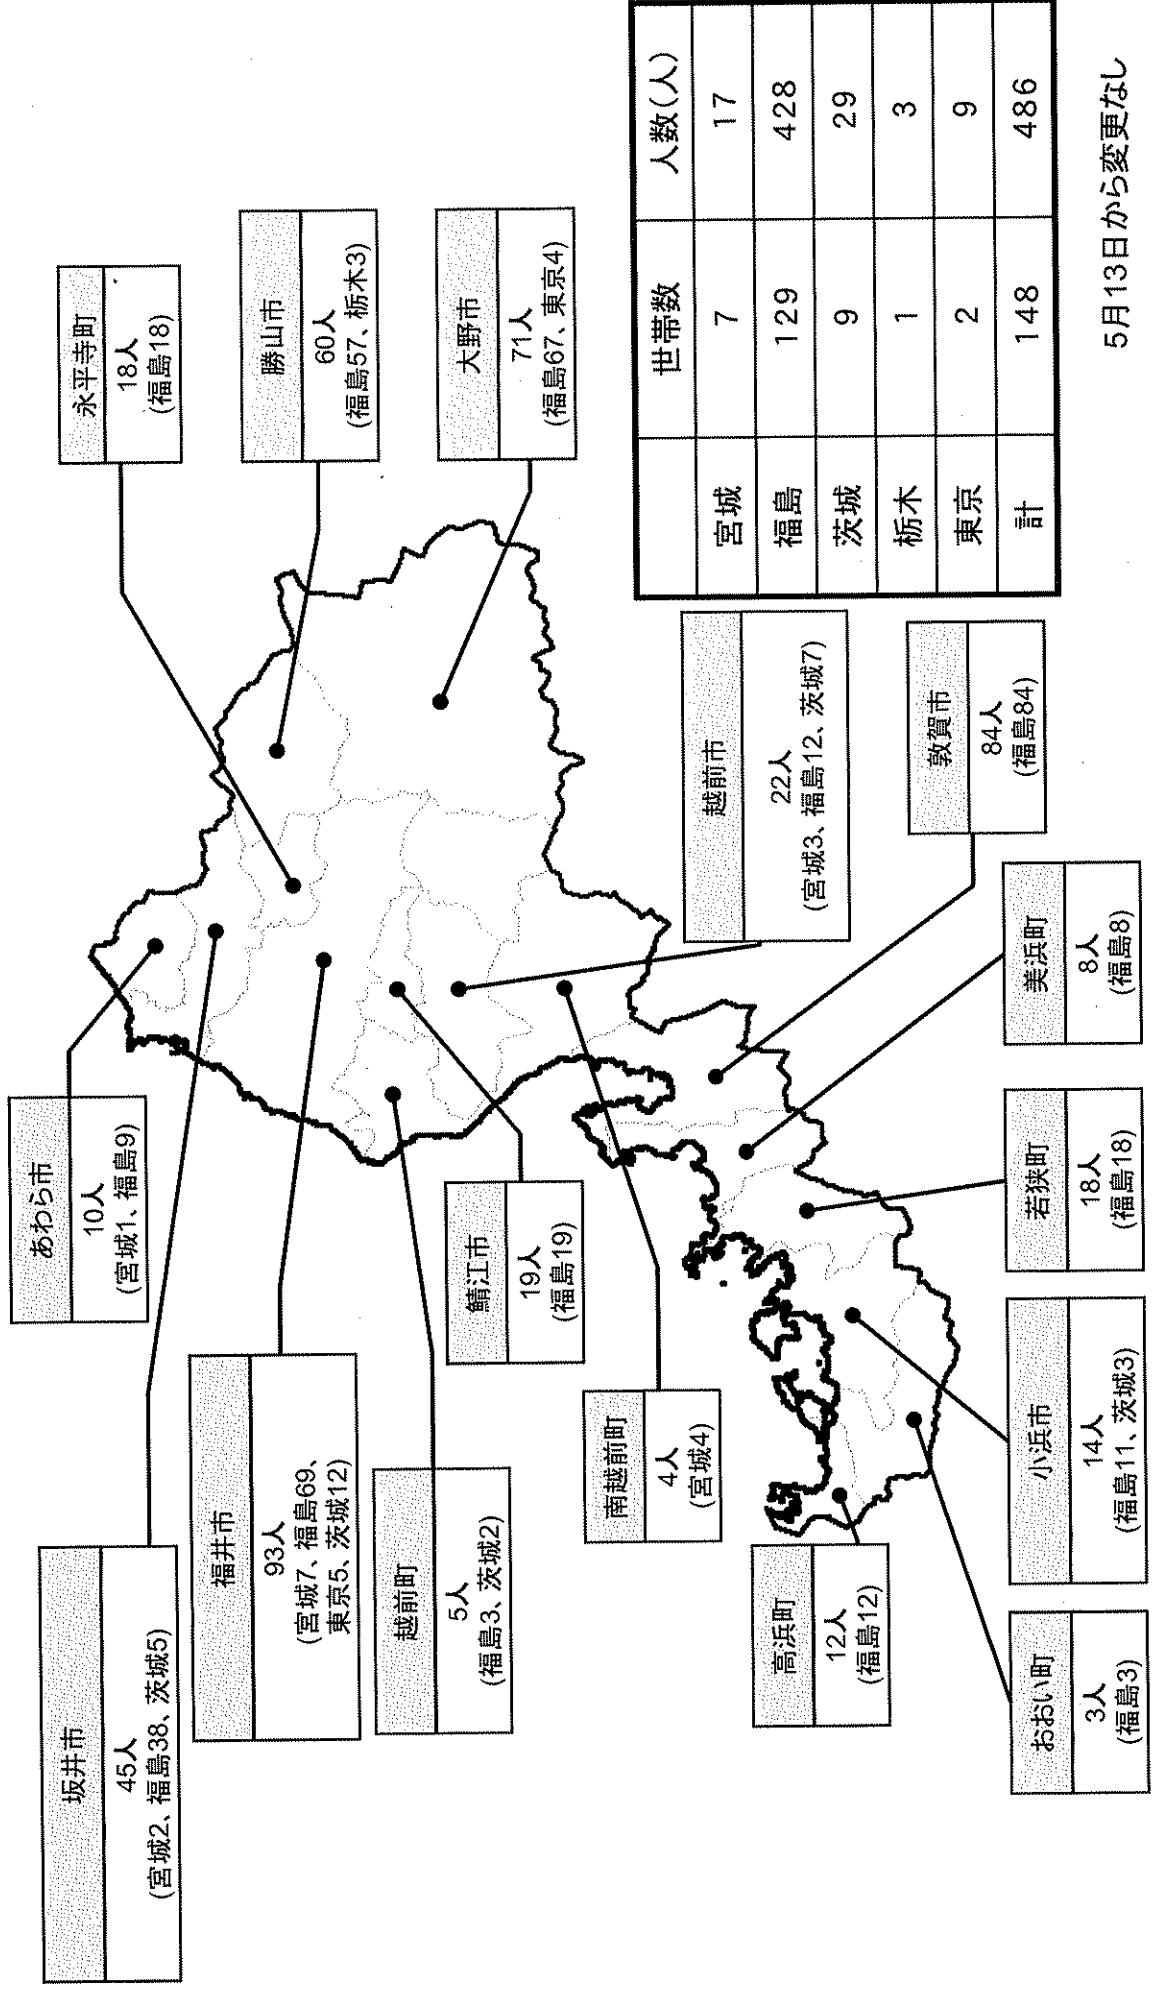 永平寺町
18人
(福島18)
勝山市
60人
(福島57、栃木3)
大野市
71人
(福島67、東京4)
あわら市
10人
(宮城1、福島9)
坂井市
45人
(宮城2、福島38、茨城5)
福井市
93人
(宮城7、福島69、
東京5、茨城12)
越前町
5人
(福島3、茨城2)
鯖江市
19人
(福島19)
南越前町
4人
(宮城4)
越前市
22人
(宮城3、福島12、茨城7)
敦賀市
84人
(福島84)
美浜町
8人
(福島8)
若狭町
18人
(福島18)
小浜市
14人
(福島11、茨城3)
おおい町
3人
(福島3)
高浜町
12人
(福島12)
世帯数 人数(人)
宮城 7 17
福島 129 428
茨城 9 29
栃木 1 3
東京 2 9
計 148 486
5月13日から変更なし